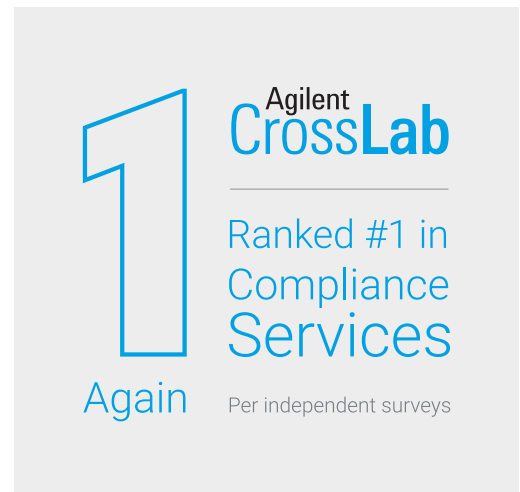 1
Again
Agilent
CrossLab
Ranked #1 in
Compliance
Services
Per independent surveys